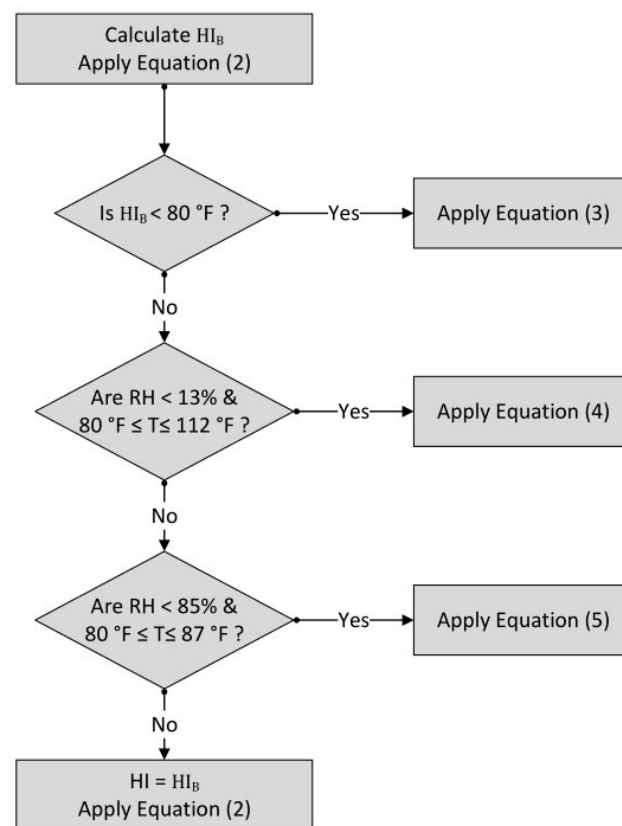 Calculate HI_B
Apply Equation (2)
Is HI_B < 80 °F ?
Yes
Apply Equation (3)
No
Are RH < 13% &
80 °F ≤ T≤ 112 °F ?
Yes
Apply Equation (4)
No
Are RH < 85% &
80 °F ≤ T≤ 87 °F ?
Yes
Apply Equation (5)
No
HI = HI_B
Apply Equation (2)